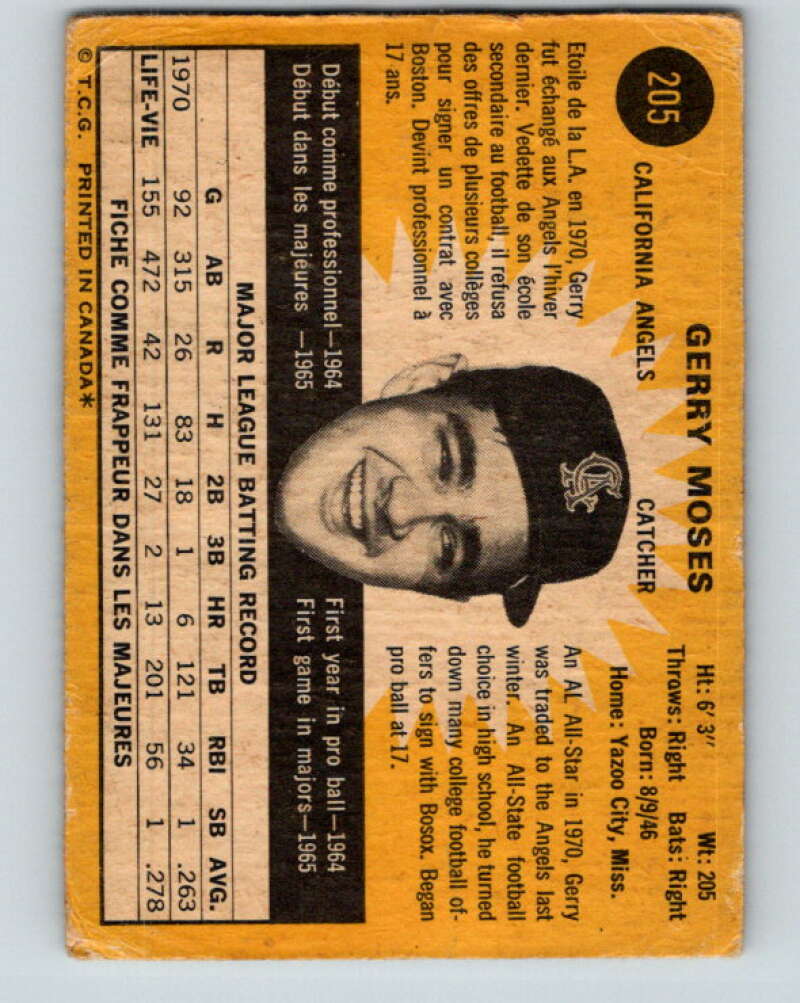 205
GERRY MOSES
CALIFORNIA ANGELS
CATCHER
Ht: 6'3" Wt: 205
Throws: Right Bats: Right
Born: 8/9/46
Home: Yazoo City, Miss.
Etoile de la L.A. en 1970, Gerry
fut échangé aux Angels l'hiver
dernier. Vedette de son école
secondaire au football, il refusa
des offres de plusieurs collèges
pour signer un contrat avec
Boston. Devint professionnel à
17 ans.
CA
An AL All-Star in 1970, Gerry
was traded to the Angels last
winter. An All-State football
choice in high school, he turned
down many college football of-
fers to sign with Bosox. Began
pro ball at 17.
Début comme professionnel—1964
Début dans les majeures —1965
First year in pro ball—1964
First game in majors—1965
MAJOR LEAGUE BATTING RECORD
G AB R H 2B 3B HR TB RBI SB AVG.
1970 92 315 26 83 18 1 6 121 34 1 .263
LIFE-VIE 155 472 42 131 27 2 13 201 56 1 .278
FICHE COMME FRAPPEUR DANS LES MAJEURES
© T.C.G. PRINTED IN CANADA*